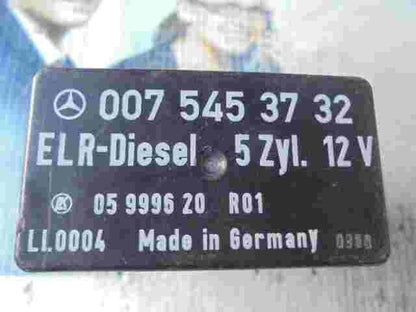 007 545 37 32
ELR-Diesel 5 Zyl. 12 V
05 9996 20 R01
LI.0004 Made in Germany